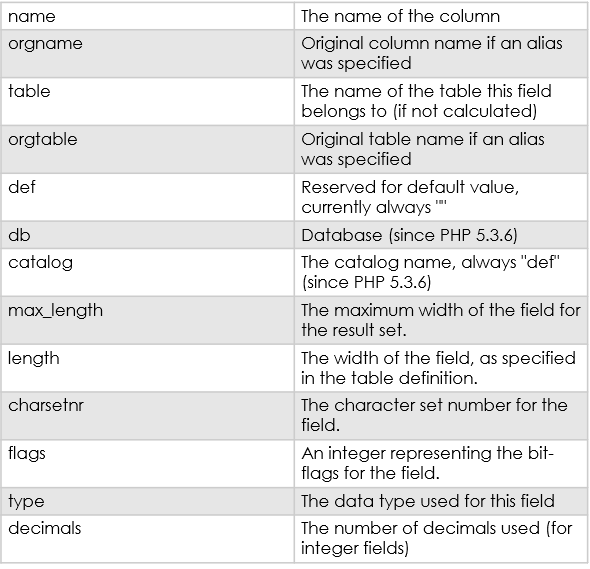 name The name of the column
orgname Original column name if an alias
was specified
table The name of the table this field
belongs to (if not calculated)
orgtable Original table name if an alias
was specified
def Reserved for default value,
currently always ""
db Database (since PHP 5.3.6)
catalog The catalog name, always "def"
(since PHP 5.3.6)
max_length The maximum width of the field for
the result set.
length The width of the field, as specified
in the table definition.
charsetnr The character set number for the
field.
flags An integer representing the bit-
flags for the field.
type The data type used for this field
decimals The number of decimals used (for
integer fields)